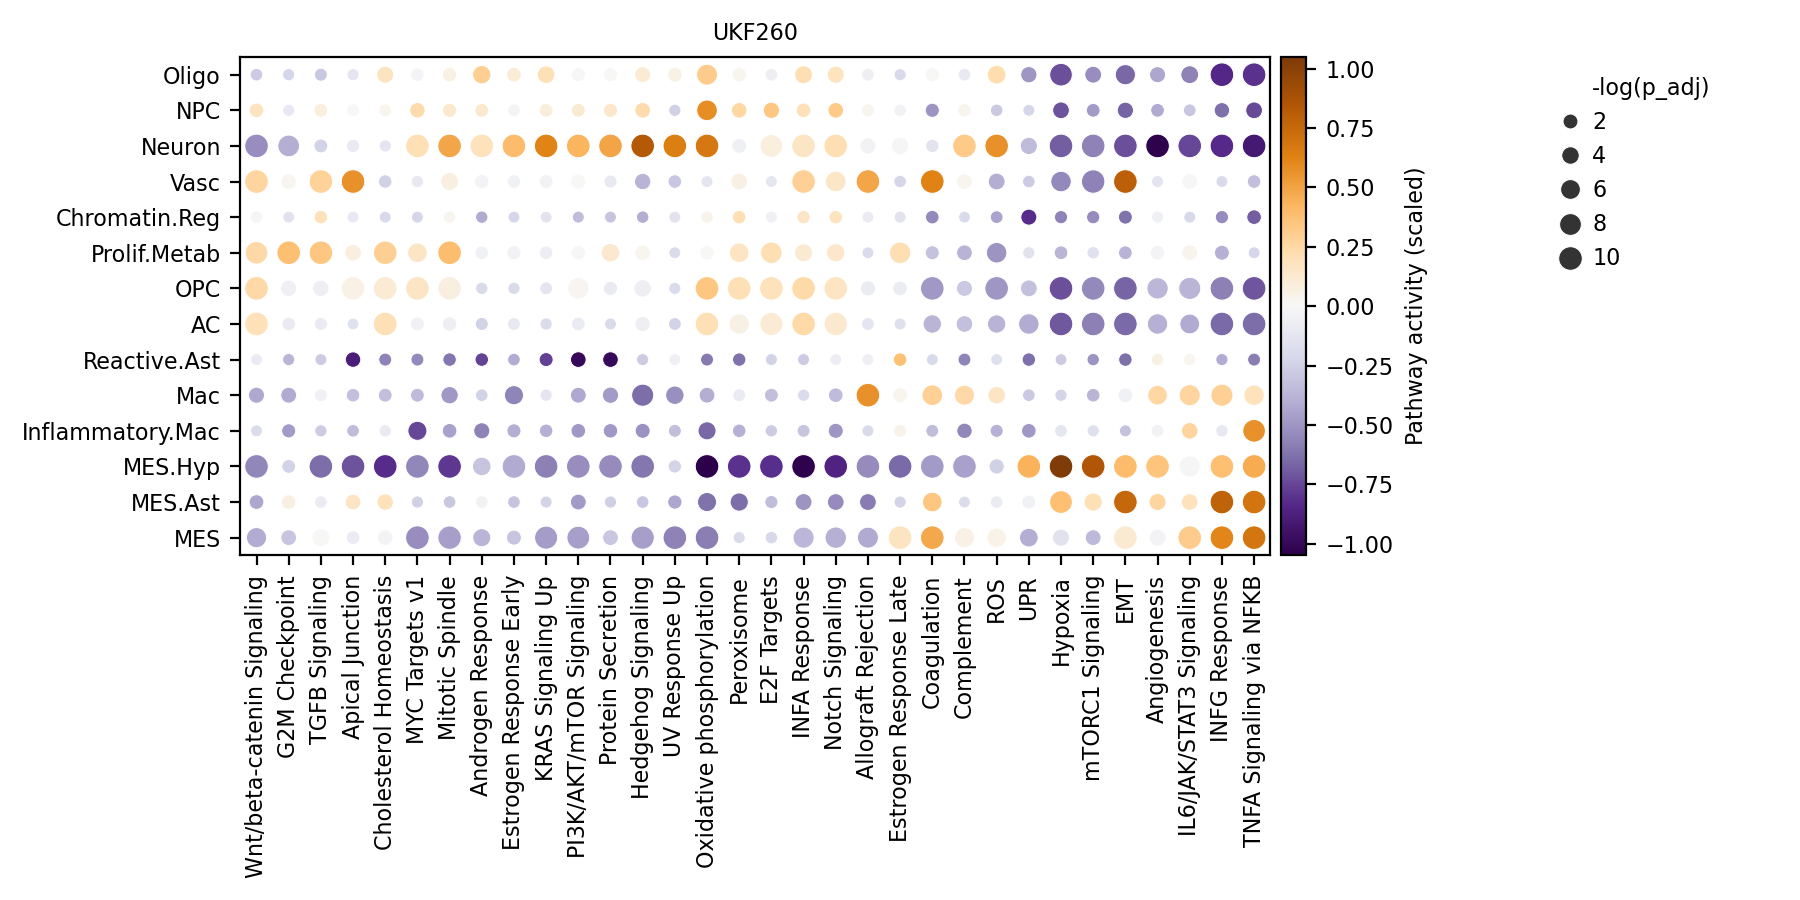 UKF260
Oligo
NPC
Neuron
Vasc
Chromatin.Reg
Prolif.Metab
OPC
AC
Reactive.Ast
Mac
Inflammatory.Mac
MES.Hyp
MES.Ast
MES
Wnt/beta-catenin Signaling
G2M Checkpoint
TGFB Signaling
Apical Junction
Cholesterol Homeostasis
MYC Targets v1
Mitotic Spindle
Androgen Response
Estrogen Response Early
KRAS Signaling Up
PI3K/AKT/mTOR Signaling
Protein Secretion
Hedgehog Signaling
UV Response Up
Oxidative phosphorylation
Peroxisome
E2F Targets
INFA Response
Notch Signaling
Allograft Rejection
Estrogen Response Late
Coagulation
Complement
ROS
UPR
Hypoxia
mTORC1 Signaling
EMT
Angiogenesis
IL6/JAK/STAT3 Signaling
INFG Response
TNFA Signaling via NFKB
1.00
0.75
0.50
0.25
0.00
−0.25
−0.50
−0.75
−1.00
Pathway activity (scaled)
-log(p_adj)
2
4
6
8
10